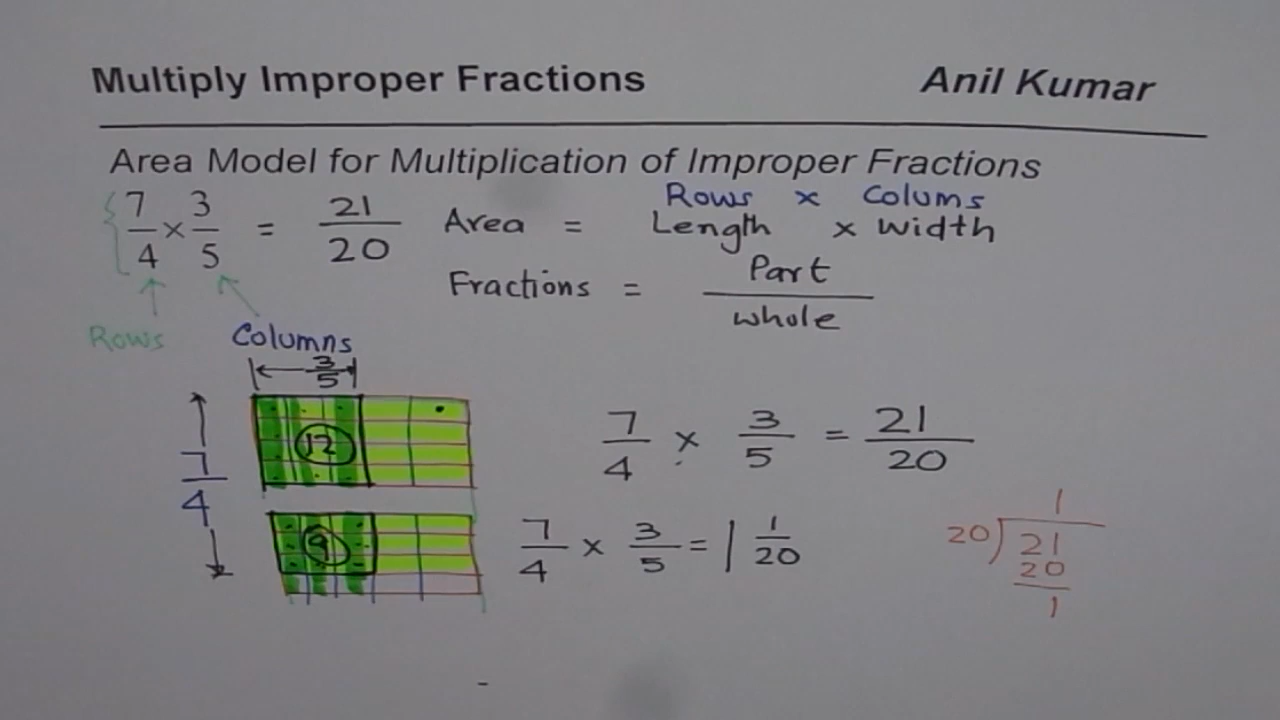 Multiply Improper Fractions Anil Kumar
Area Model for Multiplication of Improper Fractions
7/4 × 3/5 = 21/20
Rows × Colums
Area = Length × Width
Fractions = Part/whole
Rows Columns
3/5
7/4
12
9
7/4 × 3/5 = 21/20
7/4 × 3/5 = 1 1/20
1
20)21
20
1